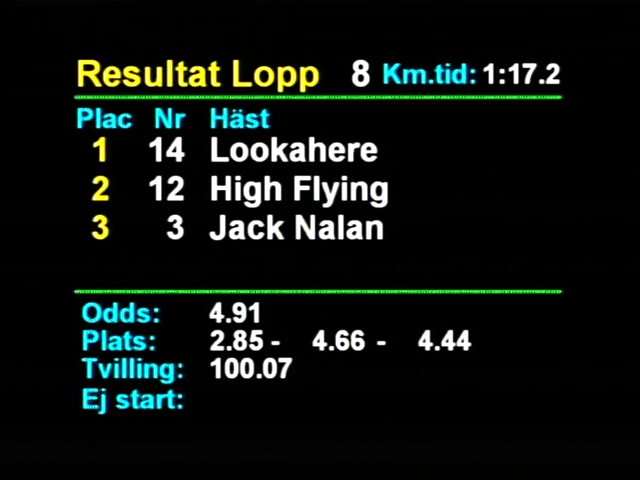 Resultat Lopp 8 Km.tid: 1:17.2
Plac Nr Häst
1 14 Lookahere
2 12 High Flying
3 3 Jack Nalan
Odds: 4.91
Plats: 2.85 - 4.66 - 4.44
Tvilling: 100.07
Ej start: